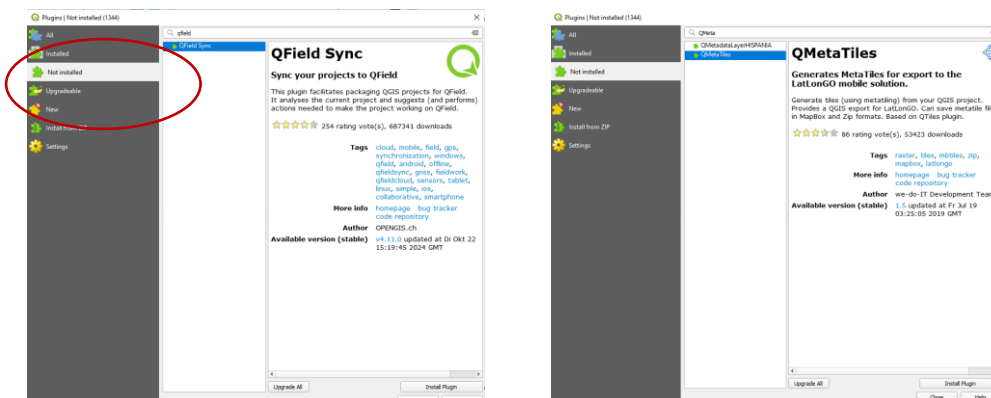 Plugins | Not installed (1344)
All
Installed
Not installed
Upgradeable
New
Install from ZIP
Settings
qfield
QField Sync
QField Sync
Sync your projects to QField
This plugin facilitates packaging QGIS projects for QField.
It analyses the current project and suggests (and performs)
actions needed to make the project working on QField.
254 rating vote(s), 687341 downloads
Tags cloud, mobile, field, gps,
synchronization, windows,
qfield, android, offline,
qfieldsync, gnss, fieldwork,
qfieldcloud, sensors, tablet,
linux, simple, ios,
collaborative, smartphone
More info homepage bug tracker
code repository
Author OPENGIS.ch
Available version (stable) v4.11.0 updated at Di Okt 22
15:19:45 2024 GMT
Upgrade All
Install Plugin
Plugins | Not installed (1344)
All
Installed
Not installed
Upgradeable
New
Install from ZIP
Settings
QMeta
QMetadataLayerHISPANIA
QMetaTiles
QMetaTiles
Generates MetaTiles for export to the
LatLonGO mobile solution.
Generate tiles (using metatiling) from your QGIS project.
Provides a QGIS export for LatLonGO. Can save metatile fil
in MapBox and Zip formats. Based on QTiles plugin.
86 rating vote(s), 53423 downloads
Tags raster, tiles, mbtiles, zip,
mapbox, latlongo
More info homepage bug tracker
code repository
Author we-do-IT Development Tear
Available version (stable) 1.5 updated at Fr Jul 19
03:25:05 2019 GMT
Upgrade All
Install Plugin
Close
Help